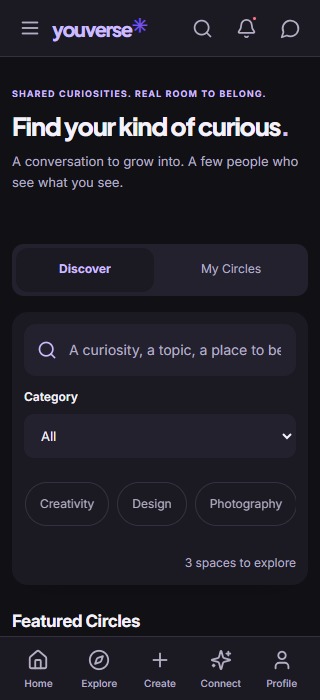 youverse
SHARED CURIOSITIES. REAL ROOM TO BELONG.
Find your kind of curious.
A conversation to grow into. A few people who
see what you see.
Discover
My Circles
A curiosity, a topic, a place to be
Category
All
Creativity
Design
Photography
3 spaces to explore
Featured Circles
Home
Explore
Create
Connect
Profile